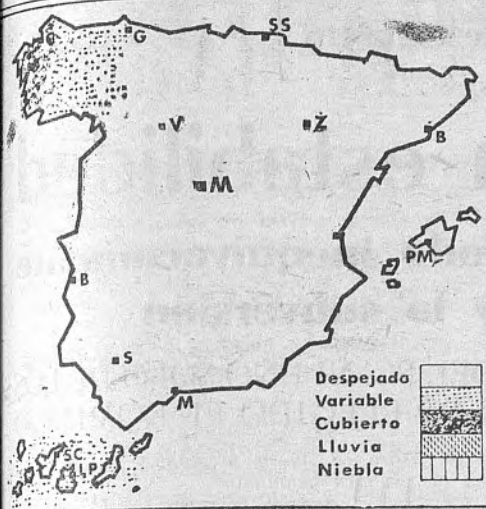 G
SS
V
Z
B
M
PM
B
S
M
SC
LP
Despejado
Variable
Cubierto
Lluvia
Niebla